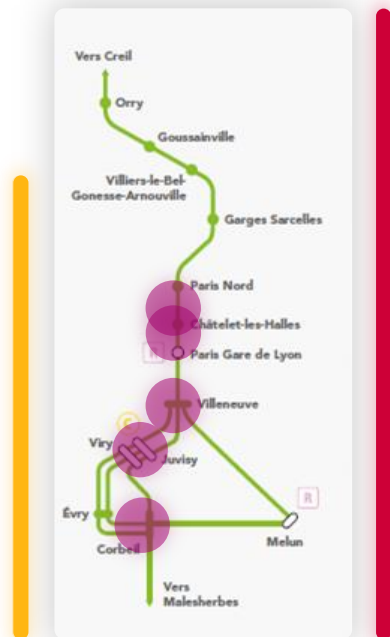 Vers Creil
Orry
Goussainville
Villiers-le-Bel-
Gonesse-Arnouville
Garges Sarcelles
Paris Nord
Châtelet-les-Halles
R
Paris Gare de Lyon
Villeneuve
C
Viry
Juvisy
R
Évry
Melun
Corbeil
Vers
Malesherbes